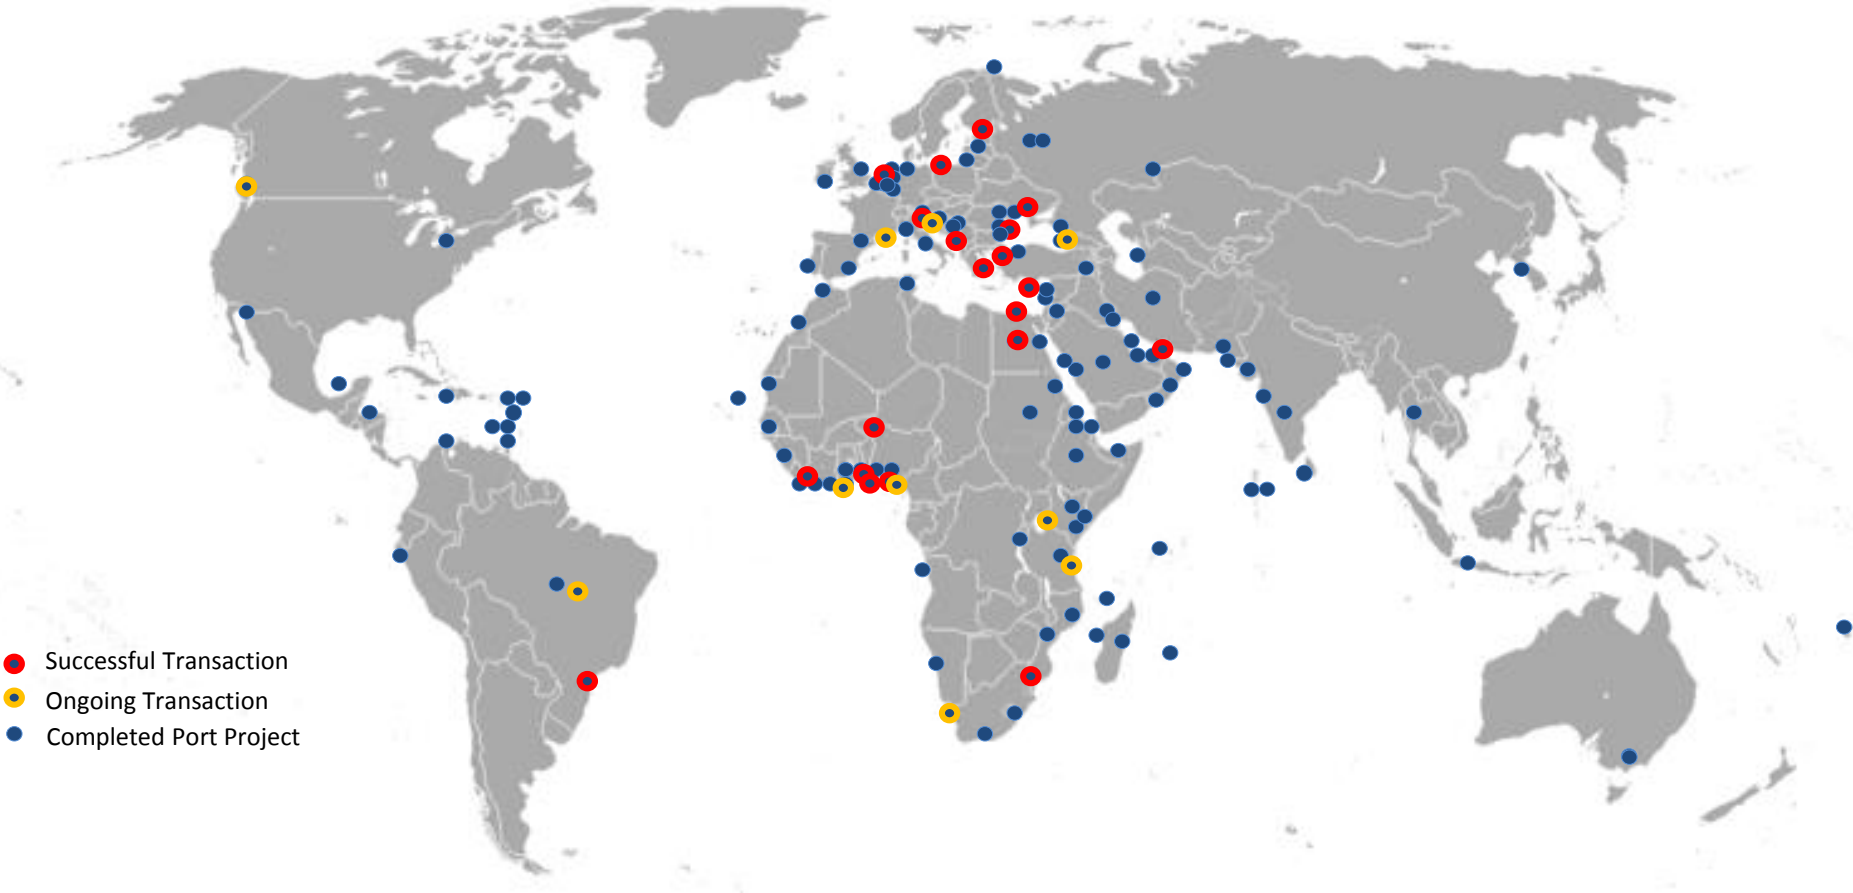 Successful Transaction
Ongoing Transaction
Completed Port Project